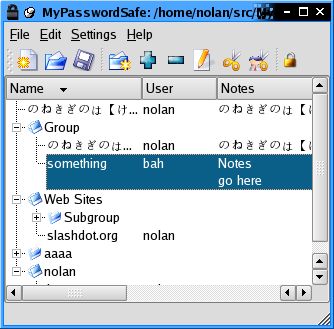 MyPasswordSafe: /home/nolan/src/
File Edit Settings Help
Name User Notes
のねきぎのは【け... nolan のねきぎのは【
Group
のねきぎのは... nolan のねきぎのは【
something bah Notes
go here
Web Sites
Subgroup
slashdot.org nolan
aaaa
nolan